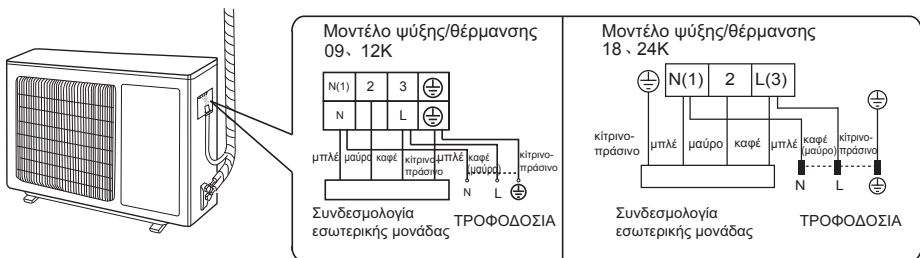 Μοντέλο ψύξης/θέρμανσης
09、12K
N(1) 2 3
N L
μπλέ μαύρο καφέ κίτρινο-πράσινο μπλέ καφέ (μαύρο) κίτρινο-πράσινο
N L
Συνδεσμολογία
εσωτερικής μονάδας
ΤΡΟΦΟΔΟΣΙΑ
Μοντέλο ψύξης/θέρμανσης
18、24K
N(1) 2 L(3)
κίτρινο-πράσινο μπλέ μαύρο καφέ μπλέ καφέ (μαύρο) κίτρινο-πράσινο
N L
Συνδεσμολογία
εσωτερικής μονάδας
ΤΡΟΦΟΔΟΣΙΑ